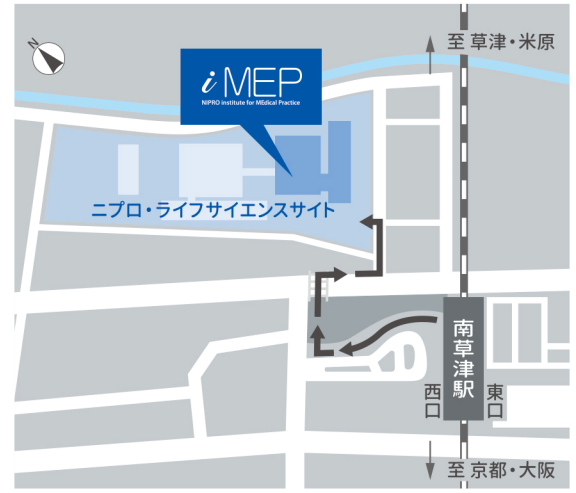 N
至 草津・米原
iMEP
NIPRO institute for MEdical Practice
ニプロ・ライフサイエンスサイト
南草津駅
西口
東口
至 京都・大阪